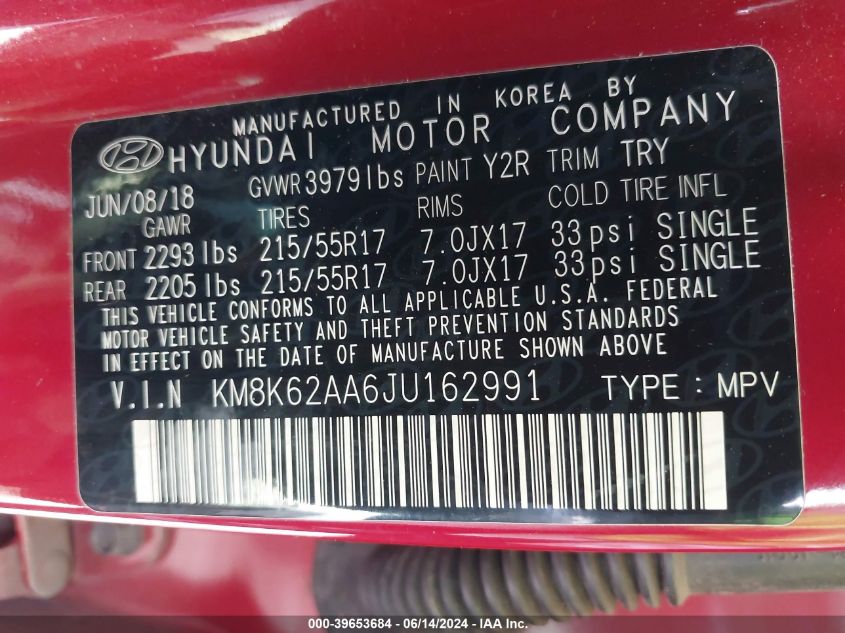 MANUFACTURED IN KOREA BY
HYUNDAI MOTOR COMPANY
JUN/08/18 GVWR 3979lbs PAINT Y2R TRIM TRY
GAWR TIRES RIMS COLD TIRE INFL
FRONT 2293 lbs 215/55R17 7.0JX17 33psi SINGLE
REAR 2205 lbs 215/55R17 7.0JX17 33psi SINGLE
THIS VEHICLE CONFORMS TO ALL APPLICABLE U.S.A. FEDERAL
MOTOR VEHICLE SAFETY AND THEFT PREVENTION STANDARDS
IN EFFECT ON THE DATE OF MANUFACTURE SHOWN ABOVE
V.I.N KM8K62AA6JU162991 TYPE : MPV
000-39653684 / 06/14/2024 - IAA Inc.